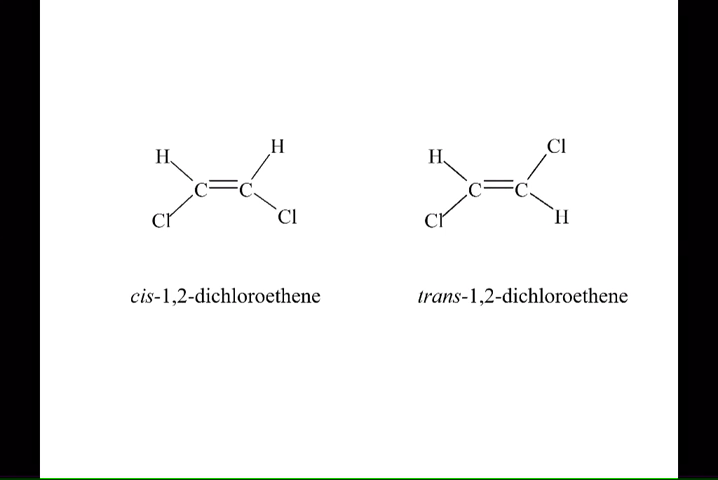 H H H Cl
C C C C
Cl Cl Cl H
cis-1,2-dichloroethene trans-1,2-dichloroethene